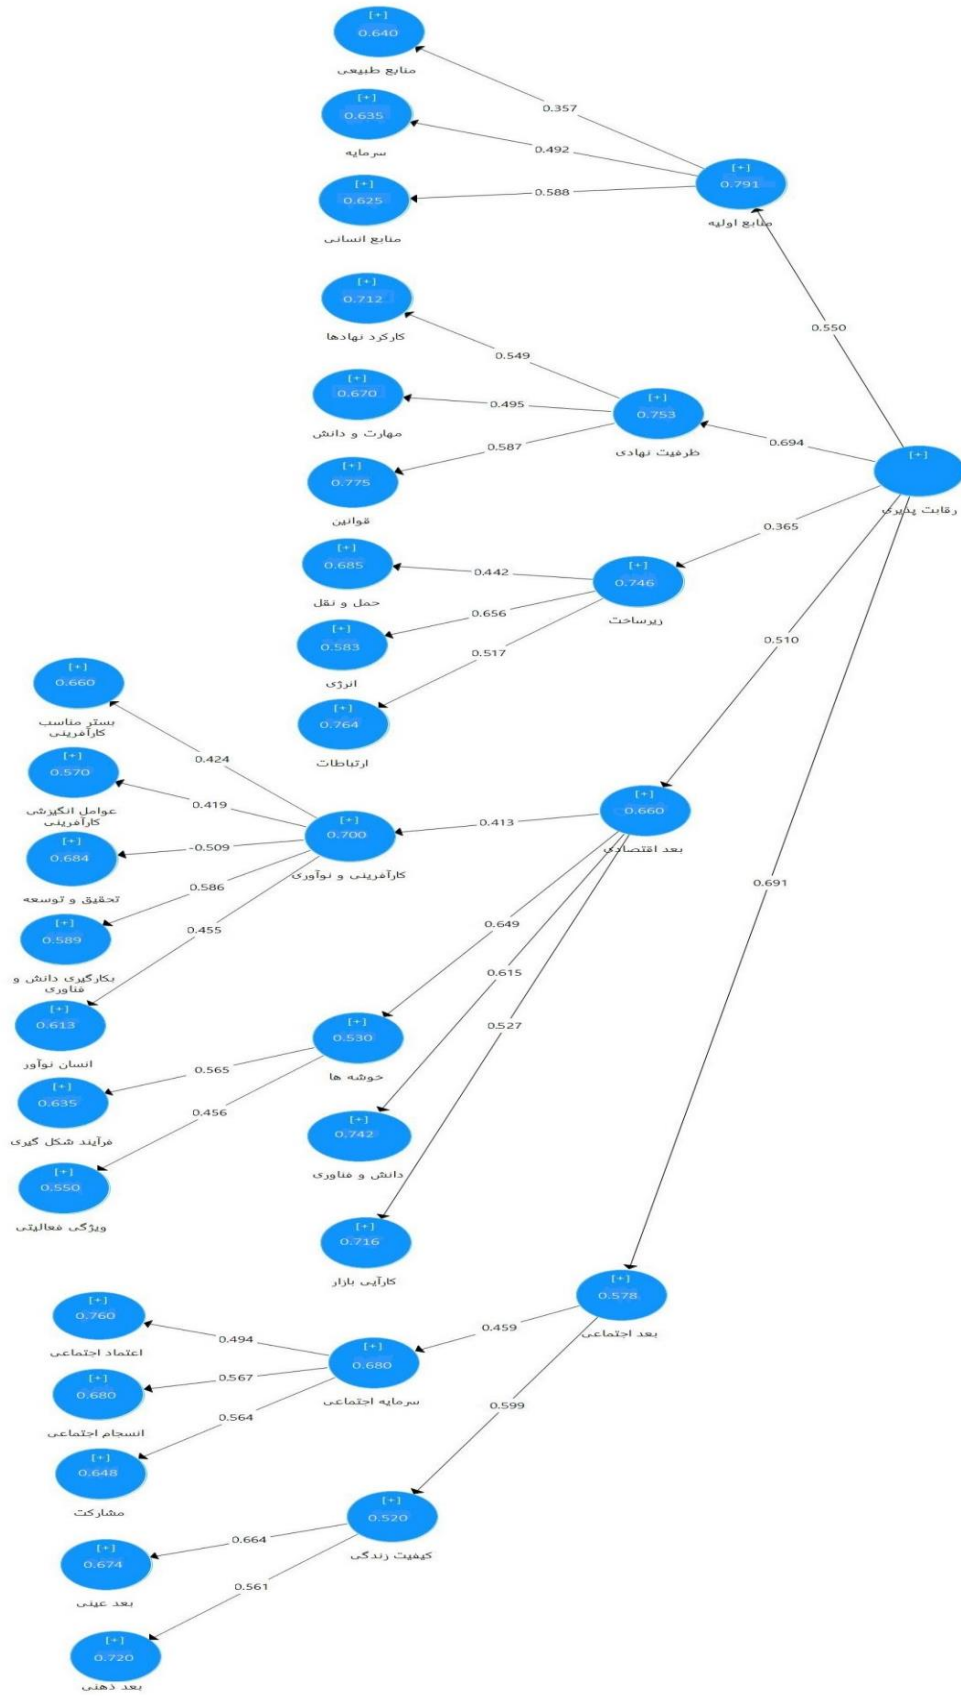 [+]
0.640
منابع طبیعی
[+]
0.635
سرمایه
[+]
0.625
منابع انسانی
0.357
0.492
0.588
[+]
0.791
منابع اولیه
0.550
[+]
0.712
کارکرد نهادها
[+]
0.670
مهارت و دانش
[+]
0.775
قوانین
0.549
0.495
0.587
[+]
0.753
ظرفیت نهادی
0.694
[+]
رقابت پذیری
0.365
[+]
0.685
حمل و نقل
[+]
0.583
انرژی
[+]
0.764
ارتباطات
0.442
0.656
0.517
[+]
0.746
زیرساخت
0.510
0.691
[+]
0.660
بستر مناسب
کارآفرینی
[+]
0.570
عوامل انگیزشی
کارآفرینی
[+]
0.684
تحقیق و توسعه
[+]
0.589
بکارگیری دانش و
فناوری
[+]
0.613
انسان نوآور
0.424
0.419
-0.509
0.586
0.455
[+]
0.700
کارآفرینی و نوآوری
0.413
[+]
0.660
بعد اقتصادی
0.649
0.615
0.527
[+]
0.530
خوشه ها
0.565
0.456
[+]
0.635
فرآیند شکل گیری
[+]
0.550
ویژگی فعالیتی
[+]
0.742
دانش و فناوری
[+]
0.716
کارآیی بازار
[+]
0.578
بعد اجتماعی
0.459
0.599
[+]
0.760
اعتماد اجتماعی
[+]
0.680
انسجام اجتماعی
[+]
0.648
مشارکت
0.494
0.567
0.564
[+]
0.680
سرمایه اجتماعی
[+]
0.520
کیفیت زندگی
0.664
0.561
[+]
0.674
بعد عینی
[+]
0.720
بعد ذهنی